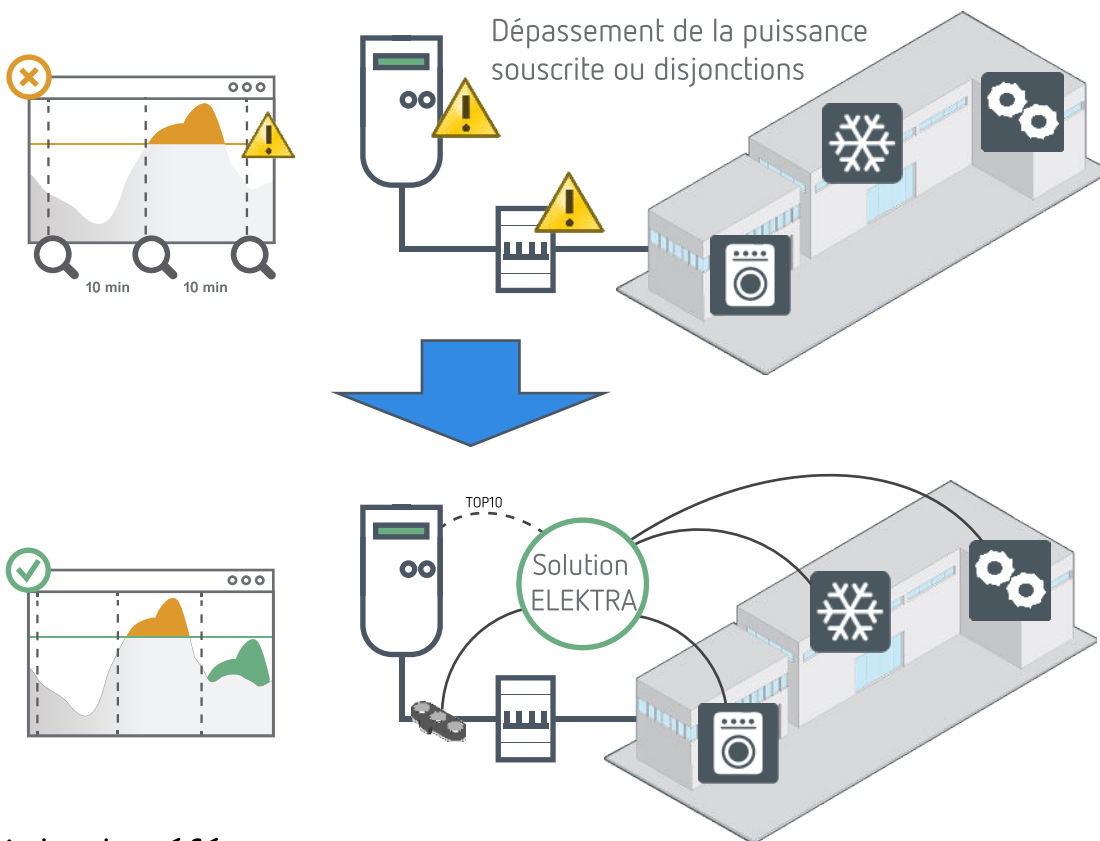 Dépassement de la puissance
souscrite ou disjonctions
10 min
10 min
TOP10
Solution
ELEKTRA